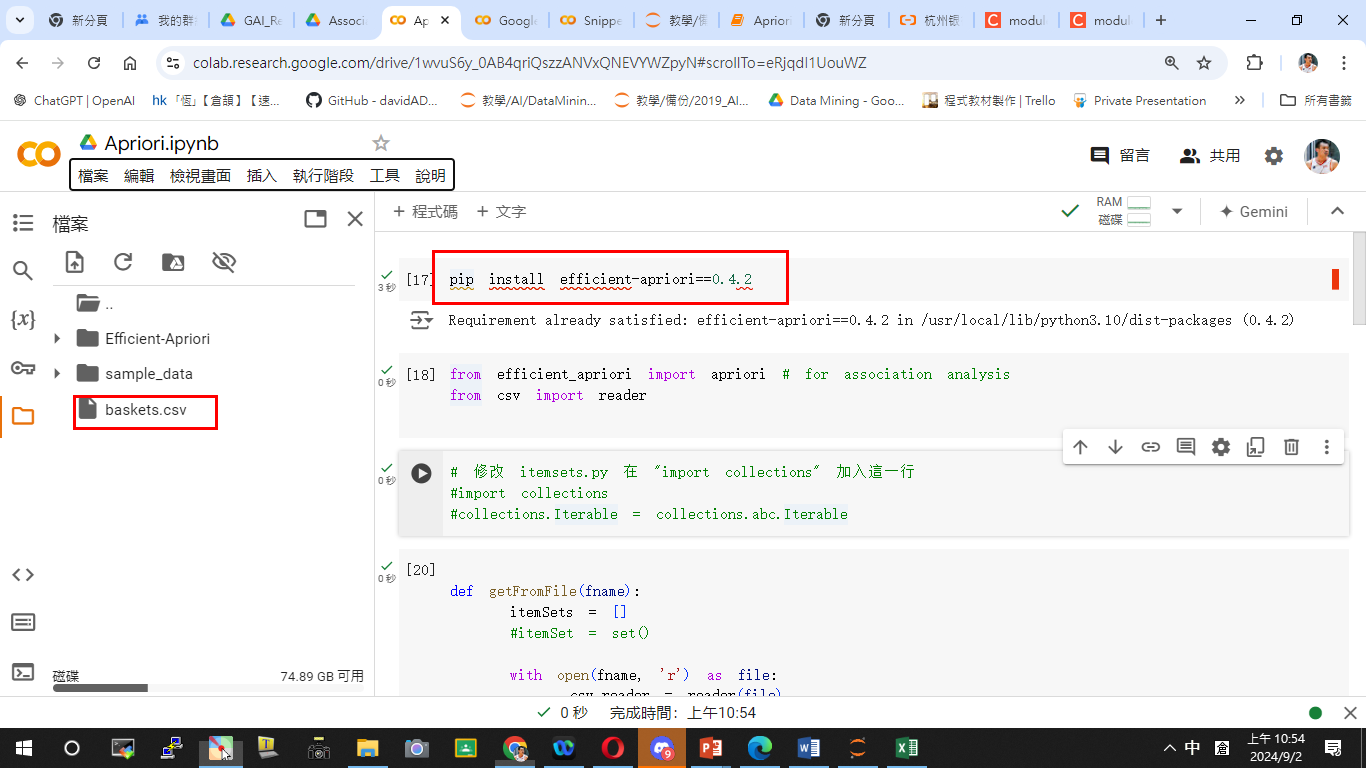 新分頁
我的群
GAI_Re
Associ
Ap
Google
Snippe
教學/備
Apriori
新分頁
杭州银
modul
modul
colab.research.google.com/drive/1wvuS6y_0AB4qriQszzANVxQNEVYWZpyN#scrollTo=eRjqdI1UouWZ
ChatGPT | OpenAI
hk 「恆」【倉頡】【速...
GitHub - davidAD...
教學/AI/DataMinin...
教學/備份/2019_AI...
Data Mining - Goo...
程式教材製作 | Trello
Private Presentation
所有書籤
Apriori.ipynb
檔案 編輯 檢視畫面 插入 執行階段 工具 說明
留言
共用
檔案
+ 程式碼 + 文字
RAM
磁碟
Gemini
..
Efficient-Apriori
sample_data
baskets.csv
磁碟 74.89 GB 可用
3 秒
[17] pip install efficient-apriori==0.4.2
Requirement already satisfied: efficient-apriori==0.4.2 in /usr/local/lib/python3.10/dist-packages (0.4.2)
0 秒
[18] from efficient_apriori import apriori # for association analysis
from csv import reader
0 秒
# 修改 itemsets.py 在 "import collections" 加入這一行
#import collections
#collections.Iterable = collections.abc.Iterable
0 秒
[20]
def getFromFile(fname):
itemSets = []
#itemSet = set()
with open(fname, 'r') as file:
csv_reader = reader(file)
0 秒 完成時間：上午10:54
中
倉
上午 10:54
2024/9/2
9